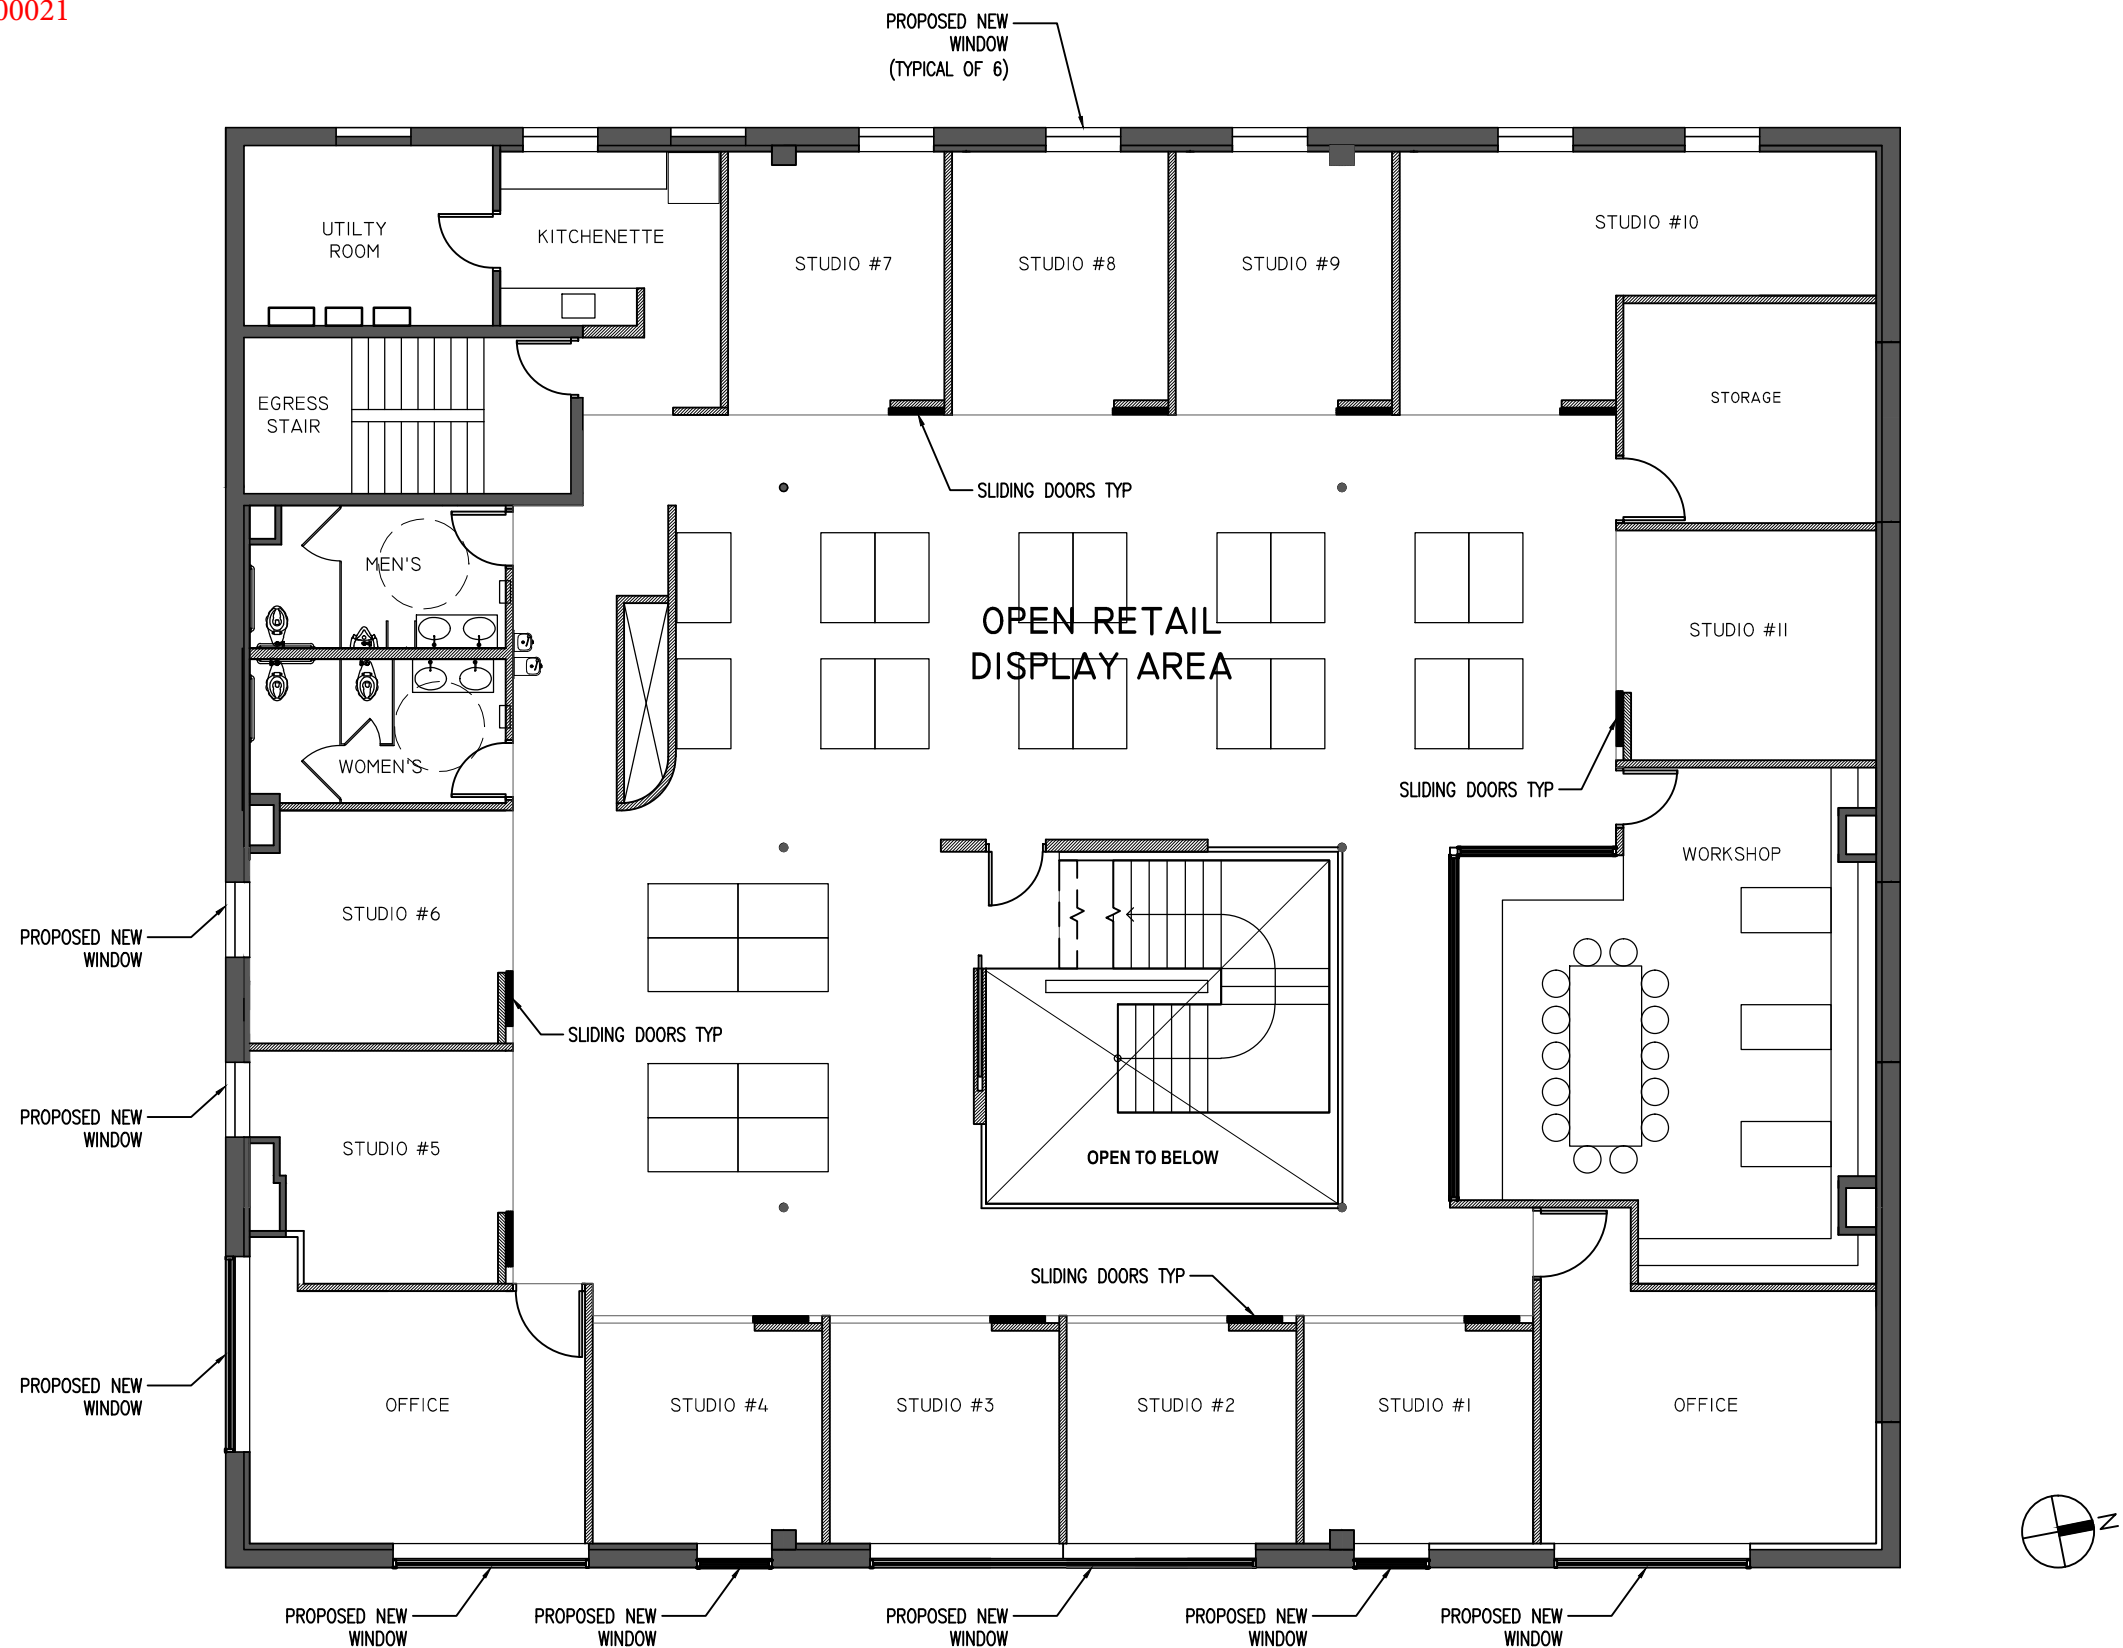 00021
PROPOSED NEW
WINDOW
(TYPICAL OF 6)
UTILTY
ROOM
KITCHENETTE
STUDIO #7
STUDIO #8
STUDIO #9
STUDIO #10
EGRESS
STAIR
STORAGE
SLIDING DOORS TYP
MEN'S
OPEN RETAIL
DISPLAY AREA
STUDIO #11
WOMEN'S
SLIDING DOORS TYP
WORKSHOP
STUDIO #6
PROPOSED NEW
WINDOW
SLIDING DOORS TYP
PROPOSED NEW
WINDOW
STUDIO #5
OPEN TO BELOW
SLIDING DOORS TYP
PROPOSED NEW
WINDOW
OFFICE
STUDIO #4
STUDIO #3
STUDIO #2
STUDIO #1
OFFICE
N
PROPOSED NEW
WINDOW
PROPOSED NEW
WINDOW
PROPOSED NEW
WINDOW
PROPOSED NEW
WINDOW
PROPOSED NEW
WINDOW